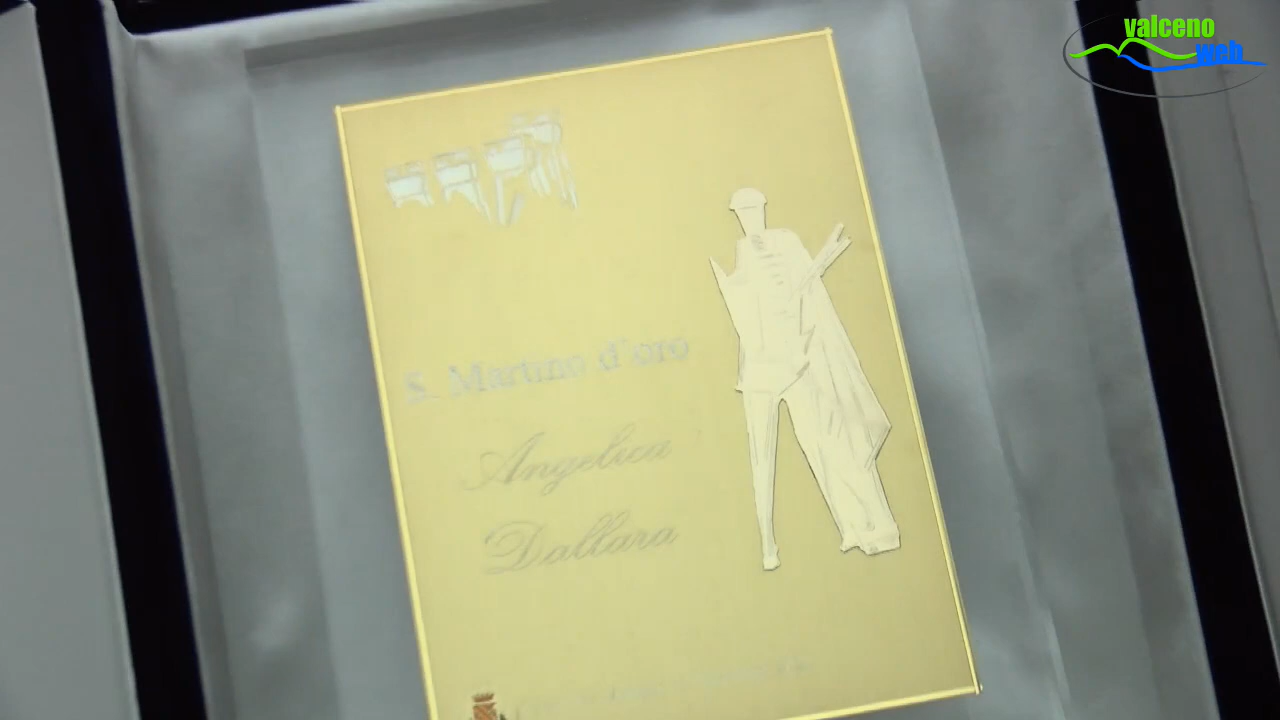 valceno
web
S. Martino d'oro
Angelica
Dallara